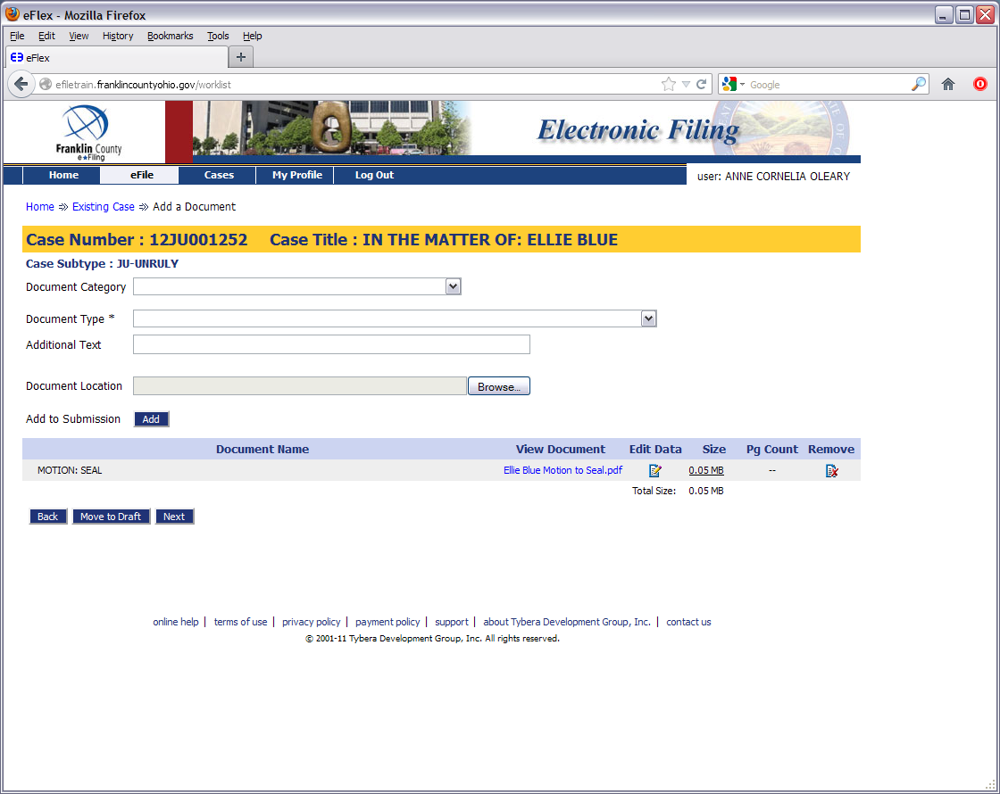 eFlex - Mozilla Firefox
File Edit View History Bookmarks Tools Help
eFlex
efiletrain.franklincountyohio.gov/worklist
Google
Franklin County
e★Filing
Electronic Filing
Home eFile Cases My Profile Log Out
user: ANNE CORNELIA OLEARY
Home ⇒ Existing Case ⇒ Add a Document
Case Number : 12JU001252 Case Title : IN THE MATTER OF: ELLIE BLUE
Case Subtype : JU-UNRULY
Document Category
Document Type *
Additional Text
Document Location Browse...
Add to Submission Add
Document Name View Document Edit Data Size Pg Count Remove
MOTION: SEAL Ellie Blue Motion to Seal.pdf 0.05 MB --
Total Size: 0.05 MB
Back Move to Draft Next
online help | terms of use | privacy policy | payment policy | support | about Tybera Development Group, Inc. | contact us
© 2001-11 Tybera Development Group, Inc. All rights reserved.